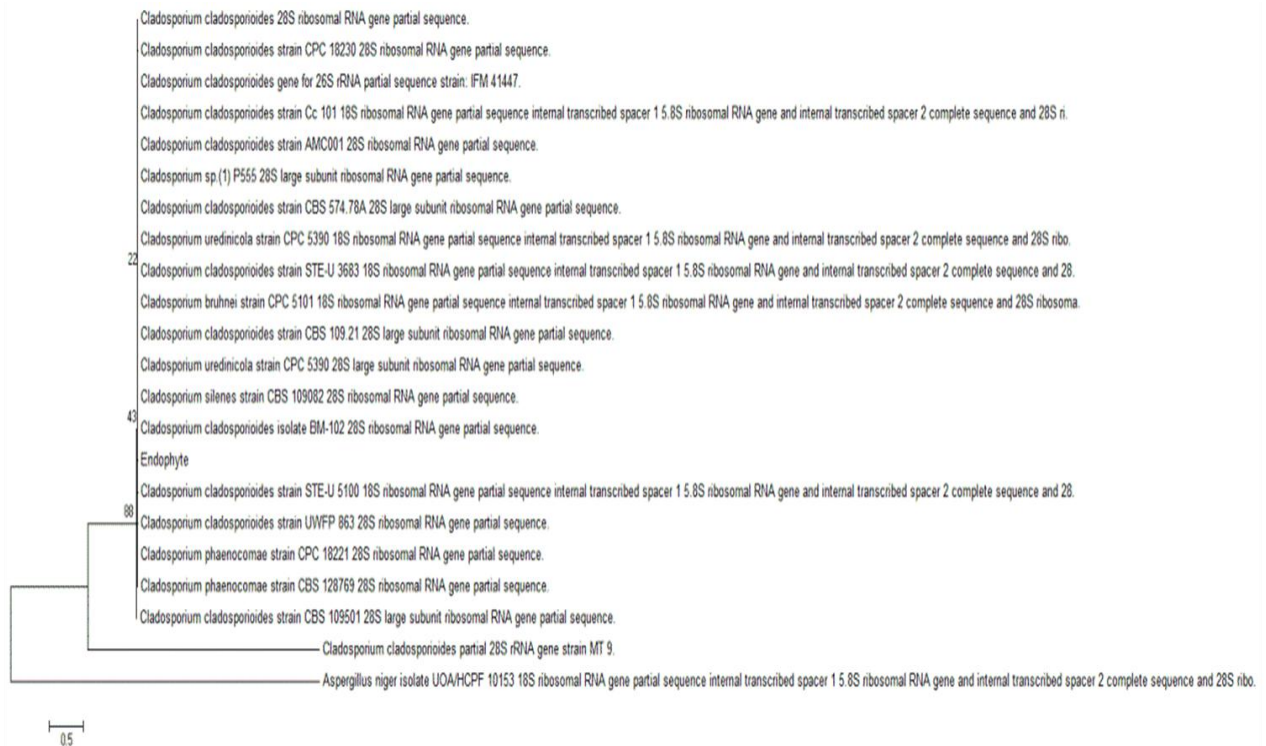 Cladosporium cladosporioides 28S ribosomal RNA gene partial sequence.
Cladosporium cladosporioides strain CPC 18230 28S ribosomal RNA gene partial sequence.
Cladosporium cladosporioides gene for 26S rRNA partial sequence strain: IFM 41447.
Cladosporium cladosporioides strain Cc 101 18S ribosomal RNA gene partial sequence internal transcribed spacer 1 5.8S ribosomal RNA gene and internal transcribed spacer 2 complete sequence and 28S ri.
Cladosporium cladosporioides strain AMC001 28S ribosomal RNA gene partial sequence.
Cladosporium sp.(1) P555 28S large subunit ribosomal RNA gene partial sequence.
Cladosporium cladosporioides strain CBS 574.78A 28S large subunit ribosomal RNA gene partial sequence.
Cladosporium uredinicola strain CPC 5390 18S ribosomal RNA gene partial sequence internal transcribed spacer 1 5.8S ribosomal RNA gene and internal transcribed spacer 2 complete sequence and 28S ribo.
22
Cladosporium cladosporioides strain STE-U 3683 18S ribosomal RNA gene partial sequence internal transcribed spacer 1 5.8S ribosomal RNA gene and internal transcribed spacer 2 complete sequence and 28.
Cladosporium bruhnei strain CPC 5101 18S ribosomal RNA gene partial sequence internal transcribed spacer 1 5.8S ribosomal RNA gene and internal transcribed spacer 2 complete sequence and 28S ribosoma.
Cladosporium cladosporioides strain CBS 109.21 28S large subunit ribosomal RNA gene partial sequence.
Cladosporium uredinicola strain CPC 5390 28S large subunit ribosomal RNA gene partial sequence.
Cladosporium silenes strain CBS 109082 28S ribosomal RNA gene partial sequence.
43
Cladosporium cladosporioides isolate BM-102 28S ribosomal RNA gene partial sequence.
Endophyte
Cladosporium cladosporioides strain STE-U 5100 18S ribosomal RNA gene partial sequence internal transcribed spacer 1 5.8S ribosomal RNA gene and internal transcribed spacer 2 complete sequence and 28.
88
Cladosporium cladosporioides strain UWFP 863 28S ribosomal RNA gene partial sequence.
Cladosporium phaenocomae strain CPC 18221 28S ribosomal RNA gene partial sequence.
Cladosporium phaenocomae strain CBS 128769 28S ribosomal RNA gene partial sequence.
Cladosporium cladosporioides strain CBS 109501 28S large subunit ribosomal RNA gene partial sequence.
Cladosporium cladosporioides partial 28S rRNA gene strain MT 9.
Aspergillus niger isolate UOA/HCPF 10153 18S ribosomal RNA gene partial sequence internal transcribed spacer 1 5.8S ribosomal RNA gene and internal transcribed spacer 2 complete sequence and 28S ribo.
0.5